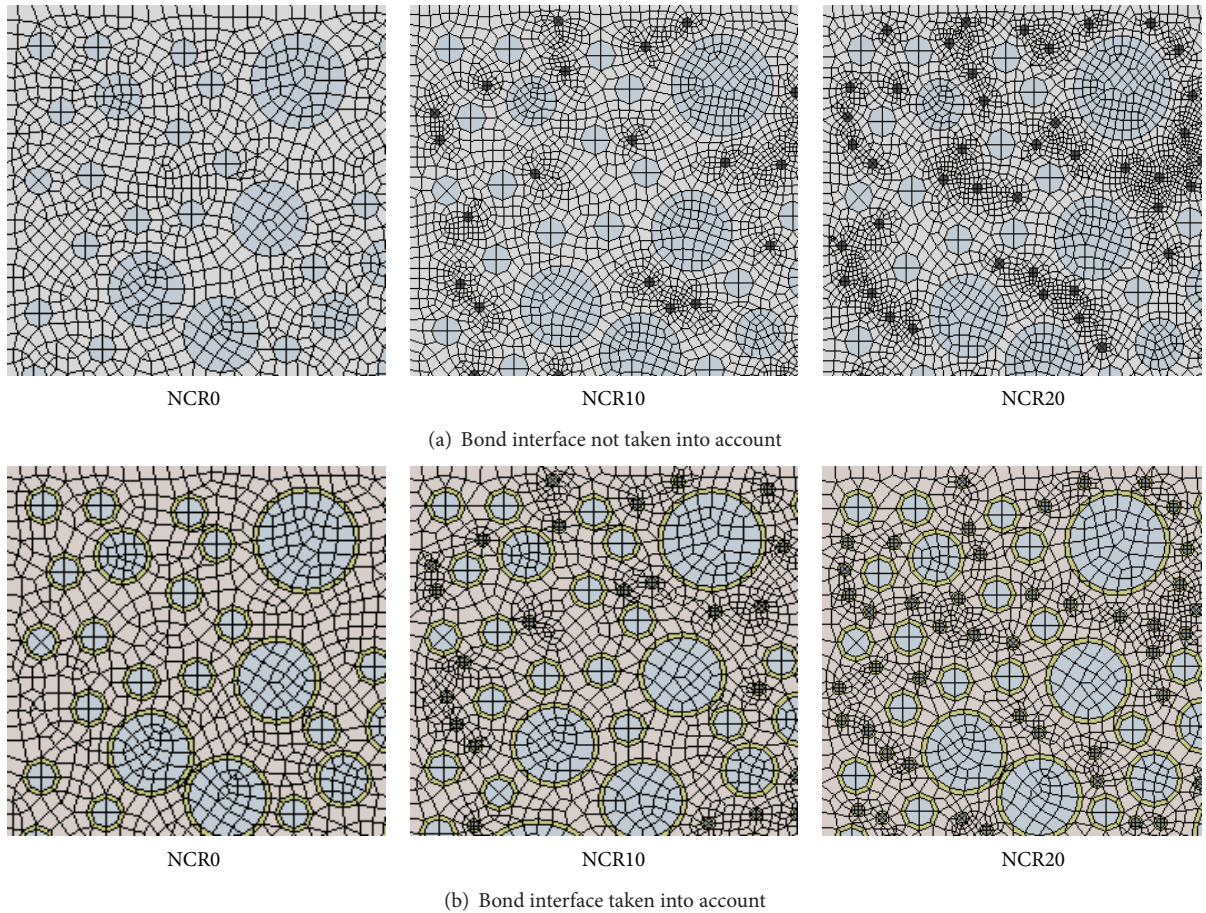 NCR0 NCR10 NCR20
(a) Bond interface not taken into account
NCR0 NCR10 NCR20
(b) Bond interface taken into account